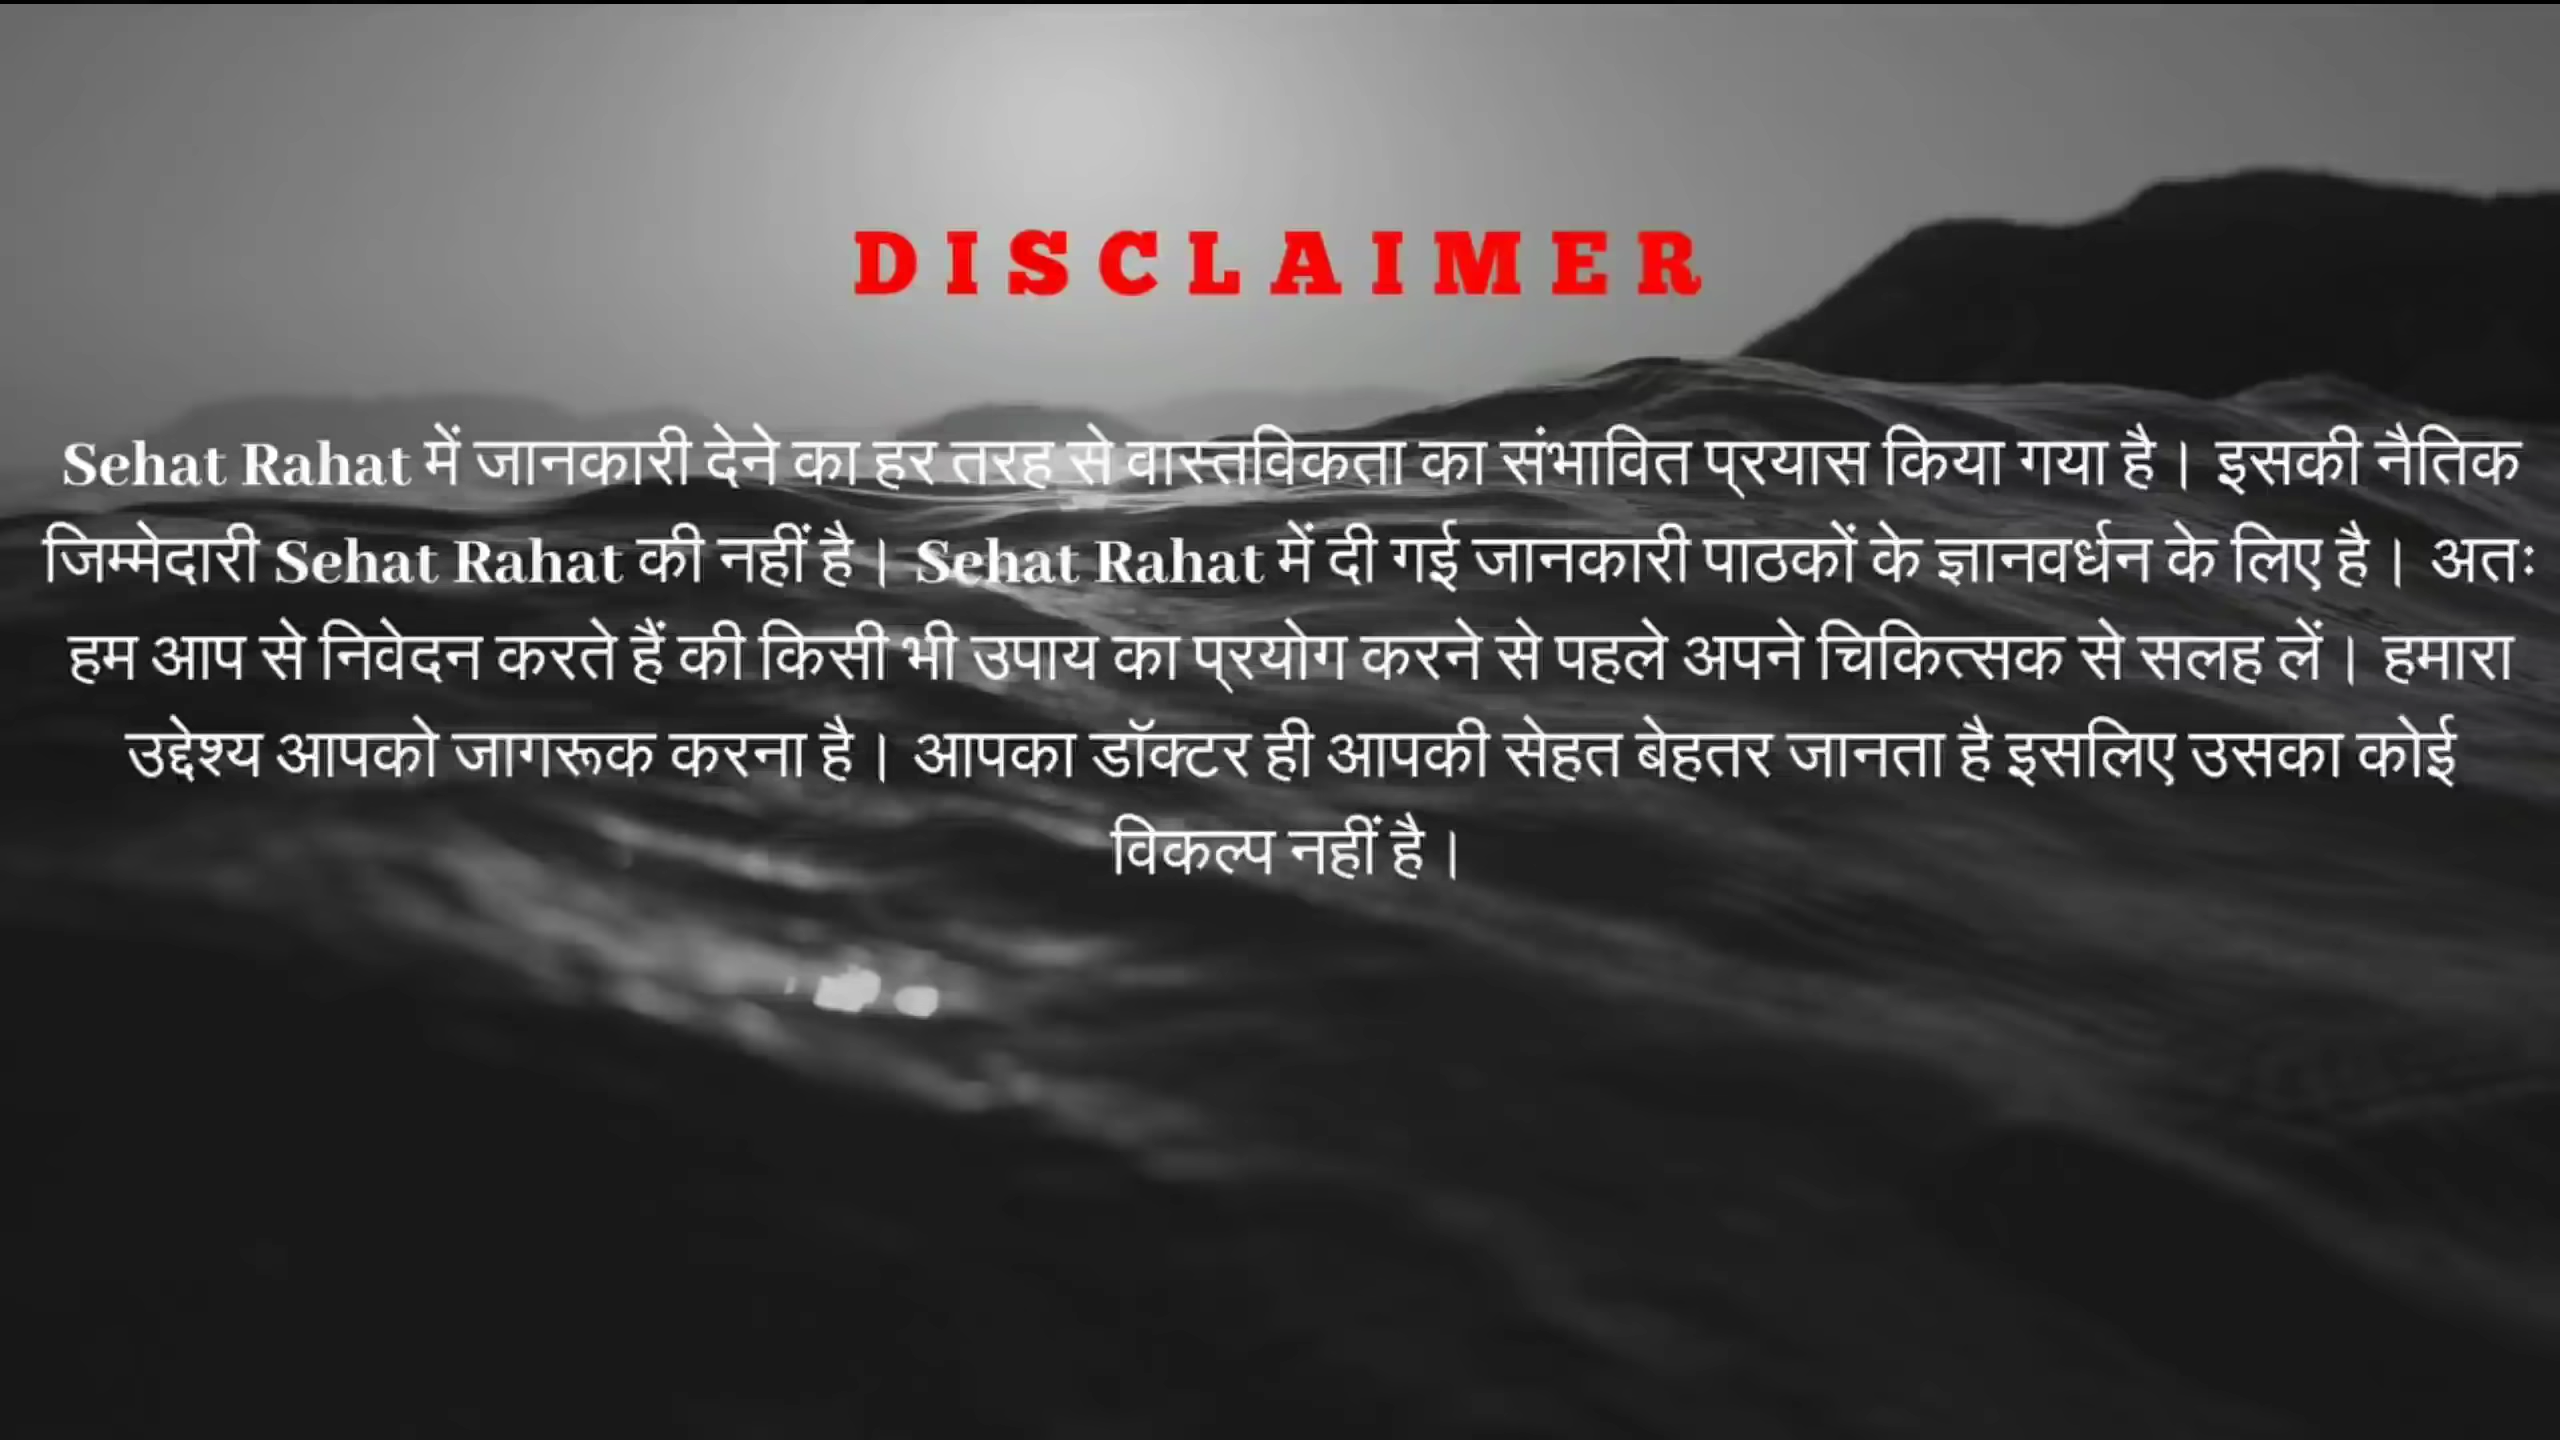 DISCLAIMER
Sehat Rahat में जानकारी देने का हर तरह से वास्तविकता का संभावित प्रयास किया गया है। इसकी नैतिक
जिम्मेदारी Sehat Rahat की नहीं है। Sehat Rahat में दी गई जानकारी पाठकों के ज्ञानवर्धन के लिए है। अतः
हम आप से निवेदन करते हैं की किसी भी उपाय का प्रयोग करने से पहले अपने चिकित्सक से सलह लें। हमारा
उद्देश्य आपको जागरूक करना है। आपका डॉक्टर ही आपकी सेहत बेहतर जानता है इसलिए उसका कोई
विकल्प नहीं है।